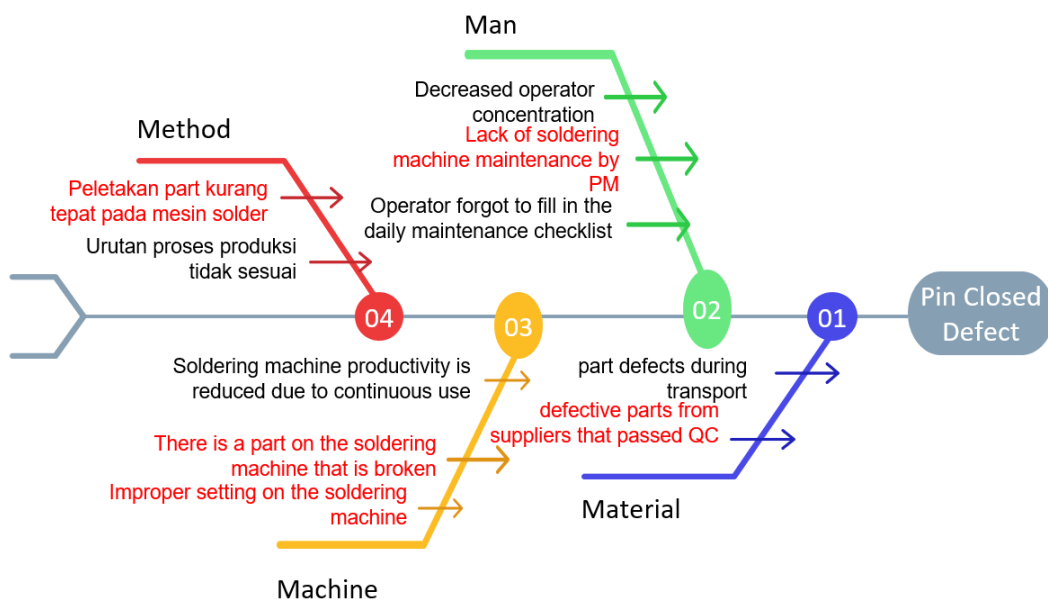 Man
Decreased operator
concentration
Lack of soldering
machine maintenance by
PM
Operator forgot to fill in the
daily maintenance checklist
Method
Peletakan part kurang
tepat pada mesin solder
Urutan proses produksi
tidak sesuai
04
03
02
01
Pin Closed
Defect
Soldering machine productivity is
reduced due to continuous use
There is a part on the soldering
machine that is broken
Improper setting on the soldering
machine
Machine
part defects during
transport
defective parts from
suppliers that passed QC
Material